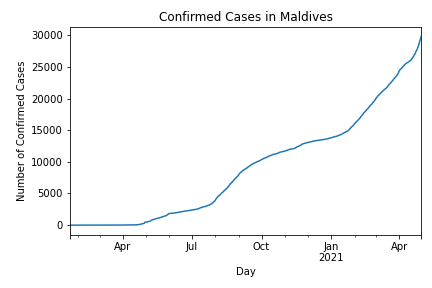 Confirmed Cases in Maldives
30000
25000
20000
15000
10000
5000
0
Number of Confirmed Cases
Apr
Jul
Oct
Jan
2021
Apr
Day